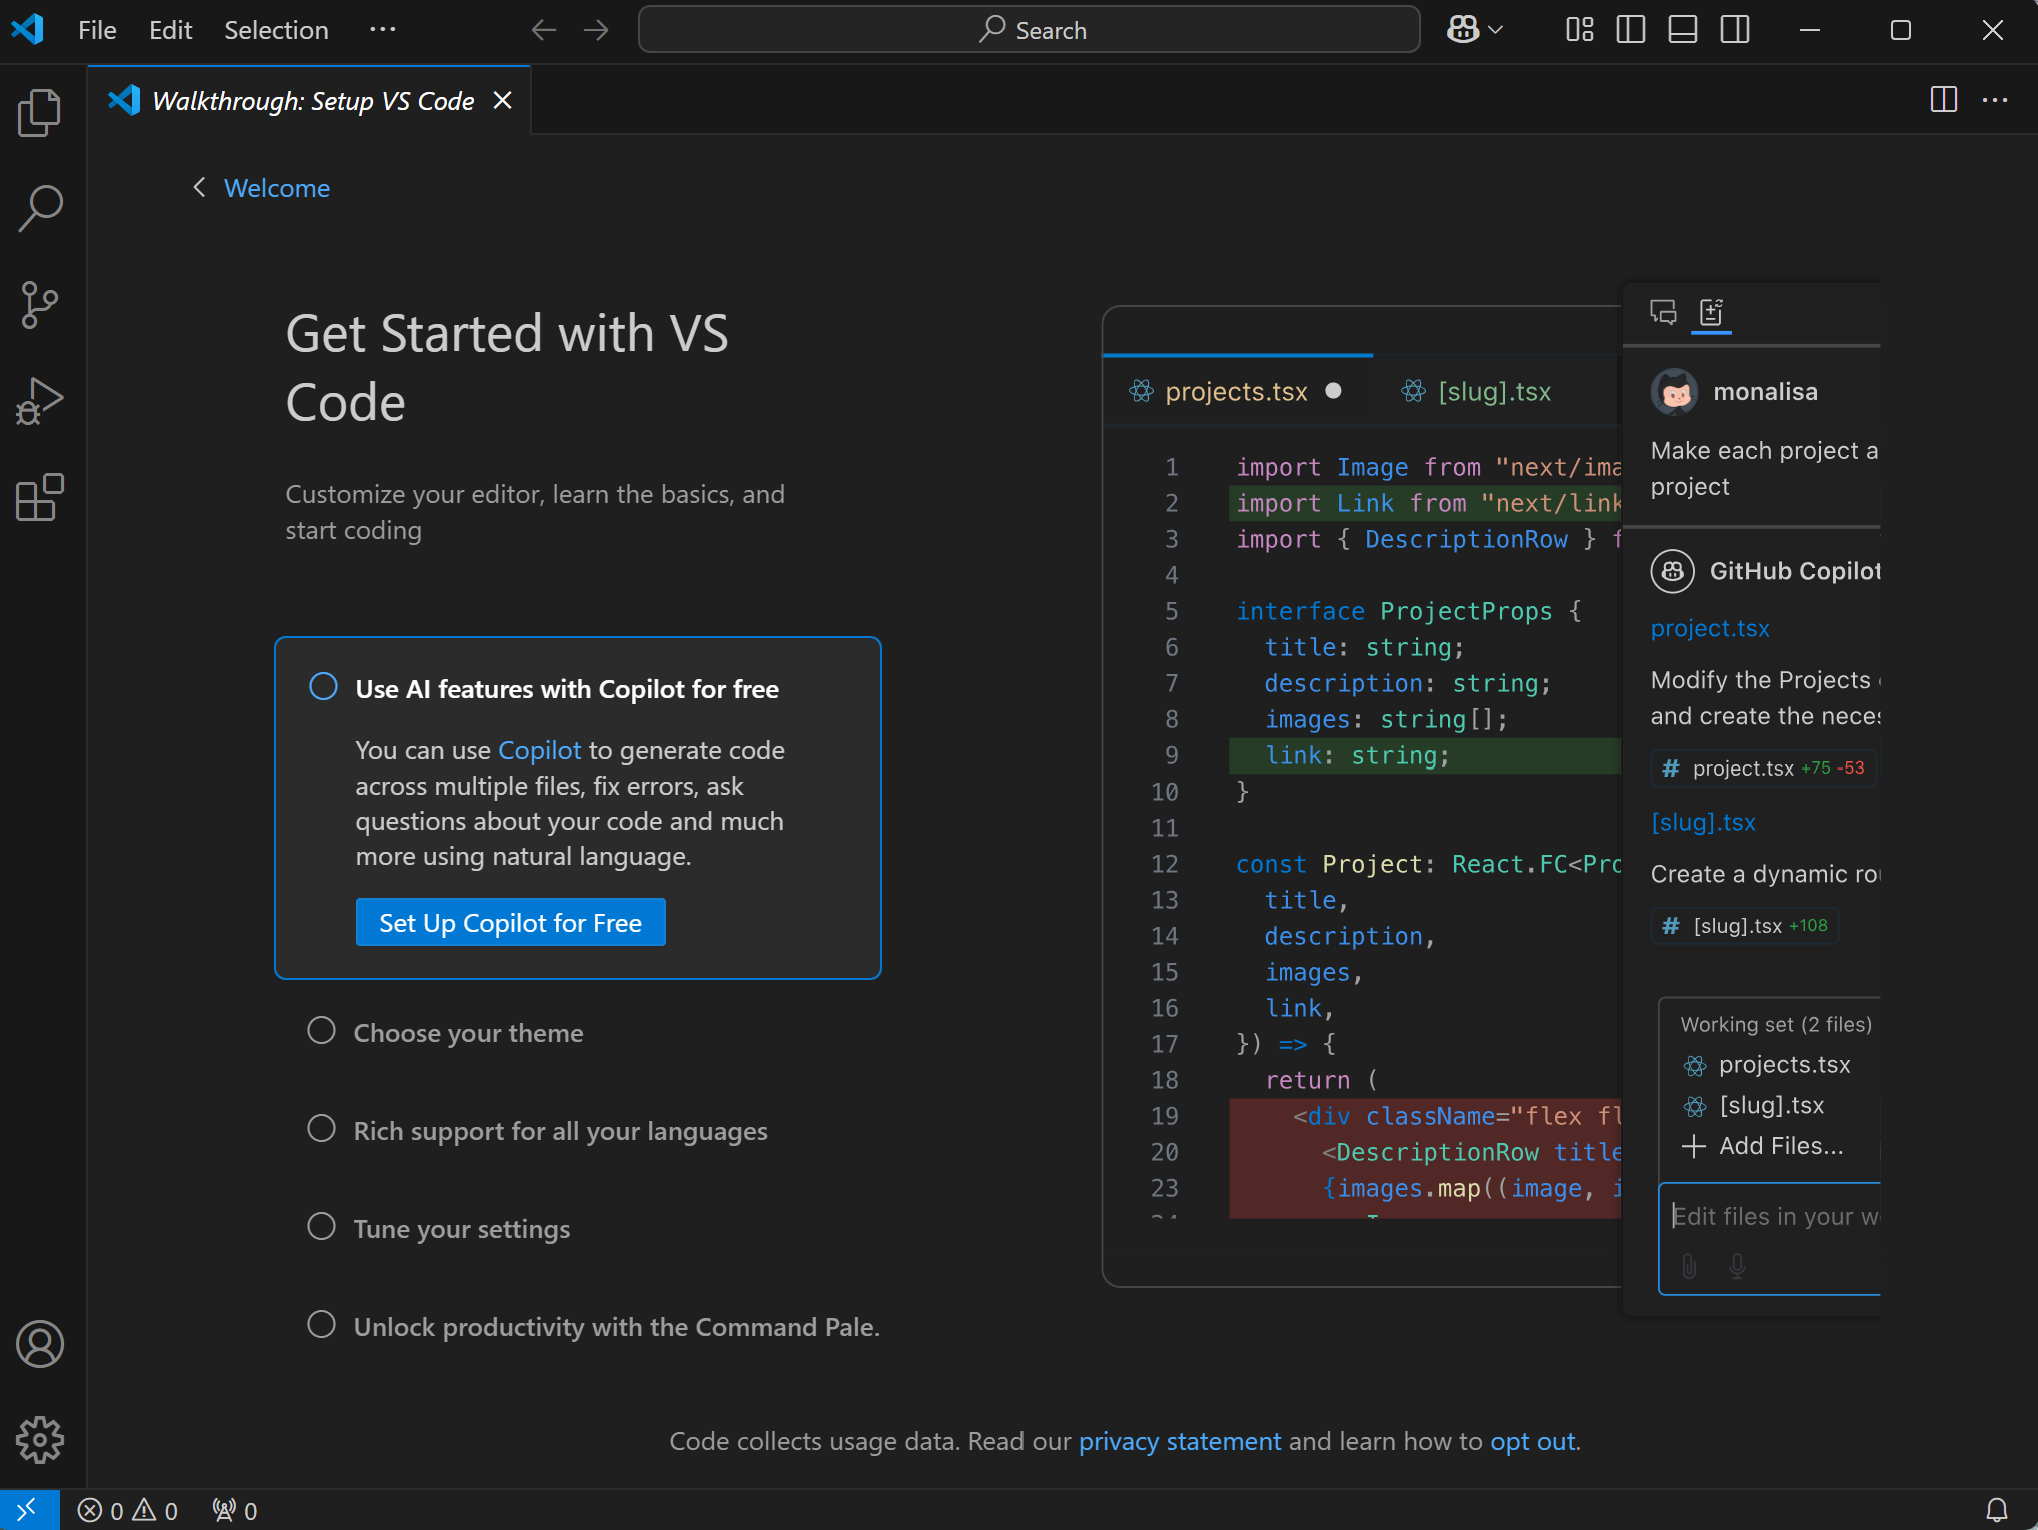 File Edit Selection ··· Search
Walkthrough: Setup VS Code
Welcome
Get Started with VS
Code
Customize your editor, learn the basics, and
start coding
Use AI features with Copilot for free
You can use Copilot to generate code
across multiple files, fix errors, ask
questions about your code and much
more using natural language.
Set Up Copilot for Free
Choose your theme
Rich support for all your languages
Tune your settings
Unlock productivity with the Command Pale.
projects.tsx [slug].tsx
1 import Image from "next/ima
2 import Link from "next/link
3 import { DescriptionRow } f
4
5 interface ProjectProps {
6 title: string;
7 description: string;
8 images: string[];
9 link: string;
10 }
11
12 const Project: React.FC<Pro
13 title,
14 description,
15 images,
16 link,
17 }) => {
18 return (
19 <div className="flex fl
20 <DescriptionRow title
23 {images.map((image, i
monalisa
Make each project a
project
GitHub Copilot
project.tsx
Modify the Projects
and create the neces
# project.tsx +75 -53
[slug].tsx
Create a dynamic rou
# [slug].tsx +108
Working set (2 files)
projects.tsx
[slug].tsx
Add Files...
Edit files in your w
Code collects usage data. Read our privacy statement and learn how to opt out.
0 0 0